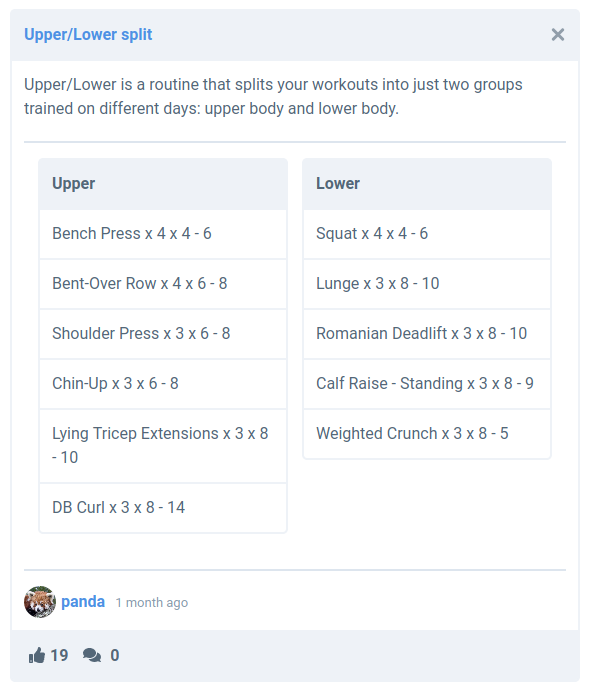 Upper/Lower split
Upper/Lower is a routine that splits your workouts into just two groups
trained on different days: upper body and lower body.
Upper
Bench Press x 4 x 4 - 6
Bent-Over Row x 4 x 6 - 8
Shoulder Press x 3 x 6 - 8
Chin-Up x 3 x 6 - 8
Lying Tricep Extensions x 3 x 8
- 10
DB Curl x 3 x 8 - 14
Lower
Squat x 4 x 4 - 6
Lunge x 3 x 8 - 10
Romanian Deadlift x 3 x 8 - 10
Calf Raise - Standing x 3 x 8 - 9
Weighted Crunch x 3 x 8 - 5
panda 1 month ago
19 0